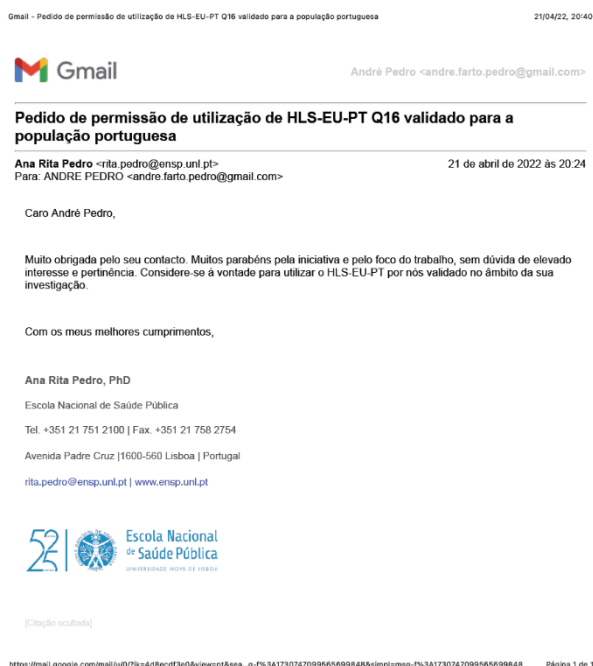 Gmail - Pedido de permissão de utilização de HLS-EU-PT Q16 validado para a população portuguesa 21/04/22, 20:40
Gmail André Pedro <andre.farto.pedro@gmail.com>
Pedido de permissão de utilização de HLS-EU-PT Q16 validado para a
população portuguesa
Ana Rita Pedro <rita.pedro@ensp.unl.pt> 21 de abril de 2022 às 20:24
Para: ANDRE PEDRO <andre.farto.pedro@gmail.com>
Caro André Pedro,
Muito obrigada pelo seu contacto. Muitos parabéns pela iniciativa e pelo foco do trabalho, sem dúvida de elevado
interesse e pertinência. Considere-se à vontade para utilizar o HLS-EU-PT por nós validado no âmbito da sua
investigação.
Com os meus melhores cumprimentos,
Ana Rita Pedro, PhD
Escola Nacional de Saúde Pública
Tel. +351 21 751 2100 | Fax. +351 21 758 2754
Avenida Padre Cruz |1600-560 Lisboa | Portugal
rita.pedro@ensp.unl.pt | www.ensp.unl.pt
Escola Nacional
de Saúde Pública
UNIVERSIDADE NOVA DE LISBOA
[Citação ocultada]
Página 1 de 1